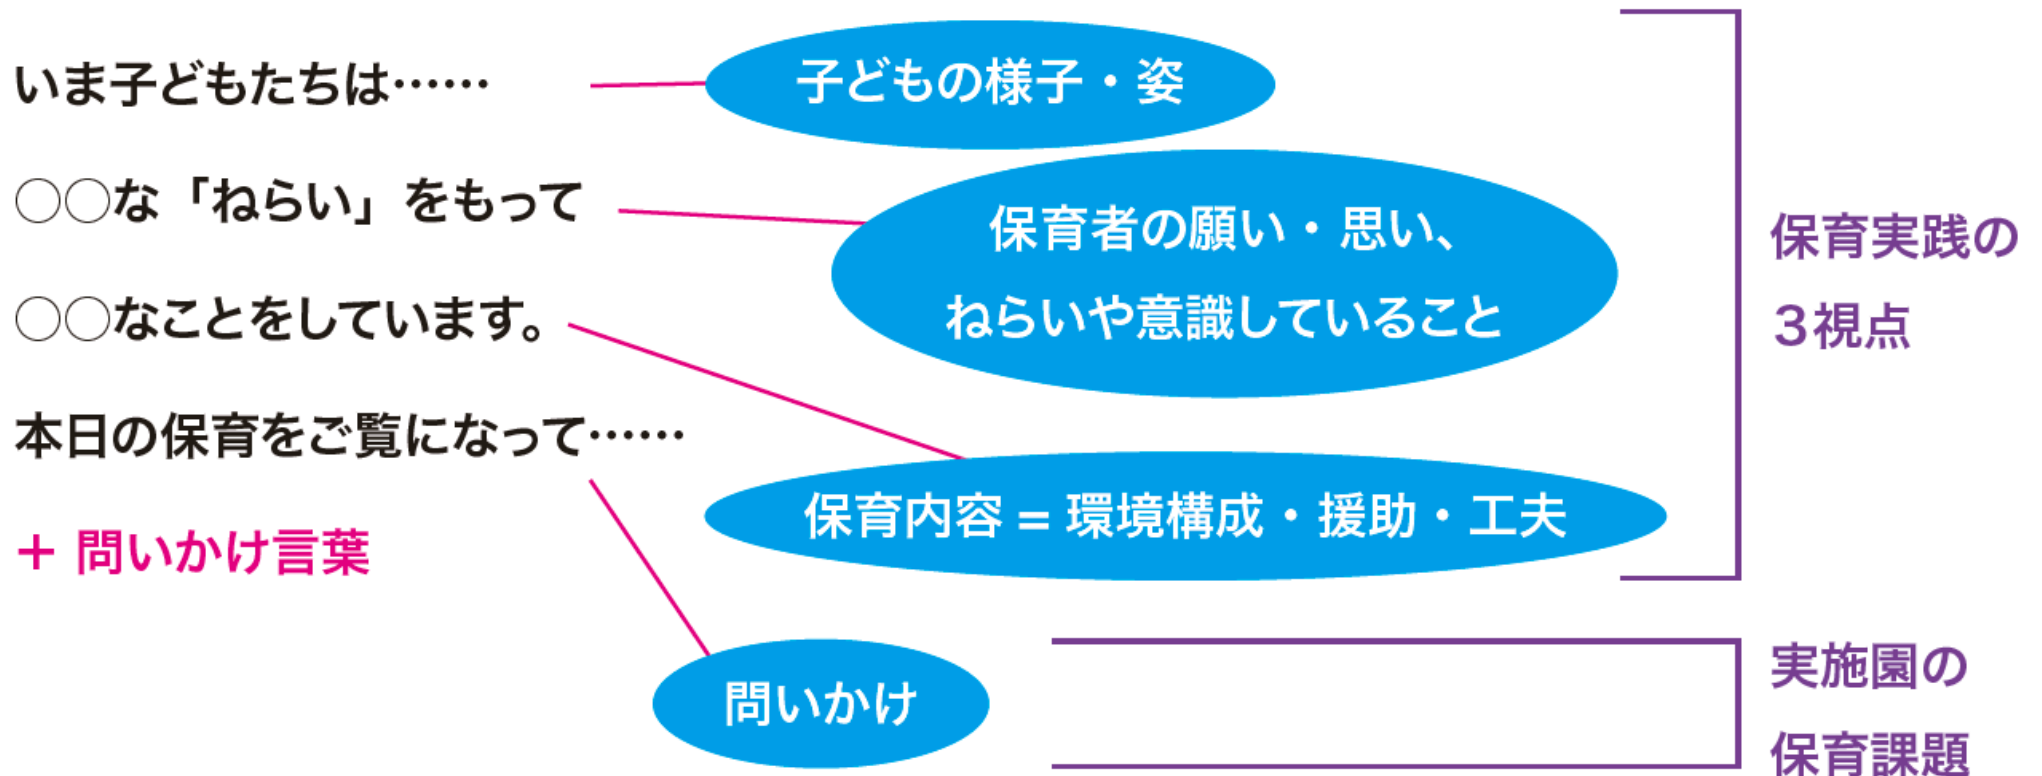 いま子どもたちは……
子どもの様子・姿
○○な「ねらい」をもって
保育者の願い・思い、
ねらいや意識していること
○○なことをしています。
保育内容 = 環境構成・援助・工夫
保育実践の
３視点
本日の保育をご覧になって……
+ 問いかけ言葉
問いかけ
実施園の
保育課題